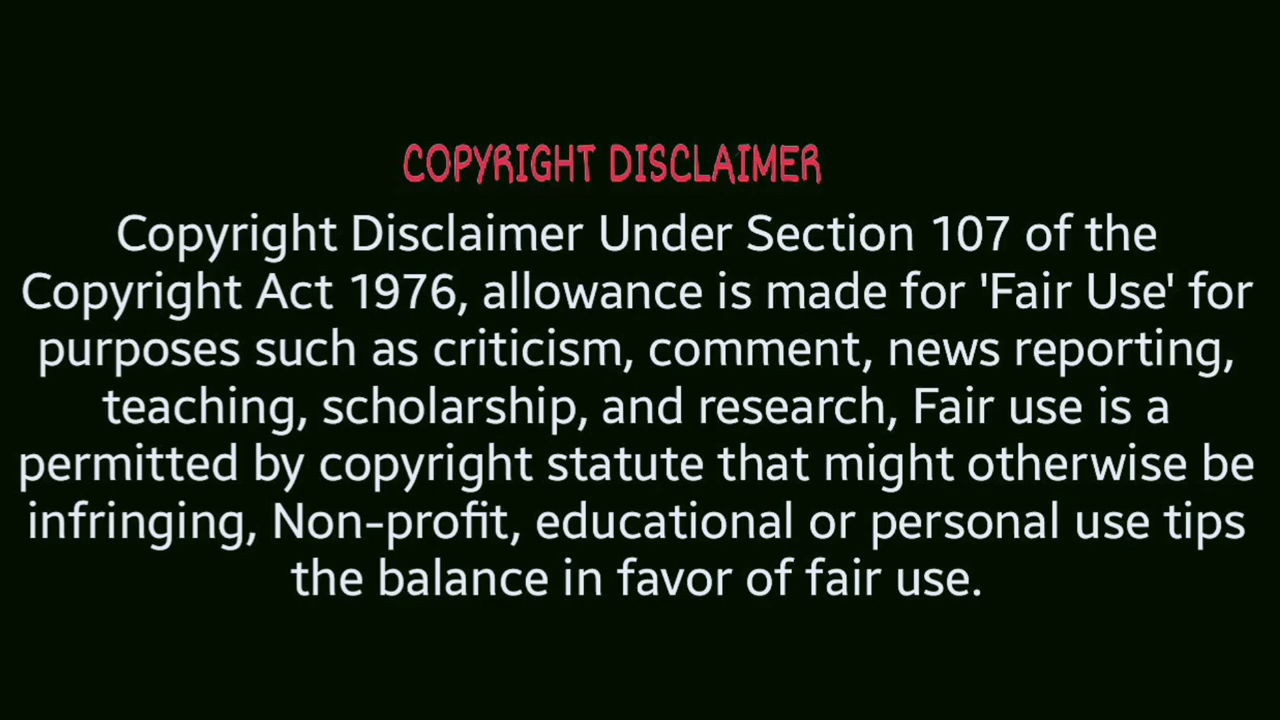 COPYRIGHT DISCLAIMER
Copyright Disclaimer Under Section 107 of the
Copyright Act 1976, allowance is made for 'Fair Use' for
purposes such as criticism, comment, news reporting,
teaching, scholarship, and research, Fair use is a
permitted by copyright statute that might otherwise be
infringing, Non-profit, educational or personal use tips
the balance in favor of fair use.